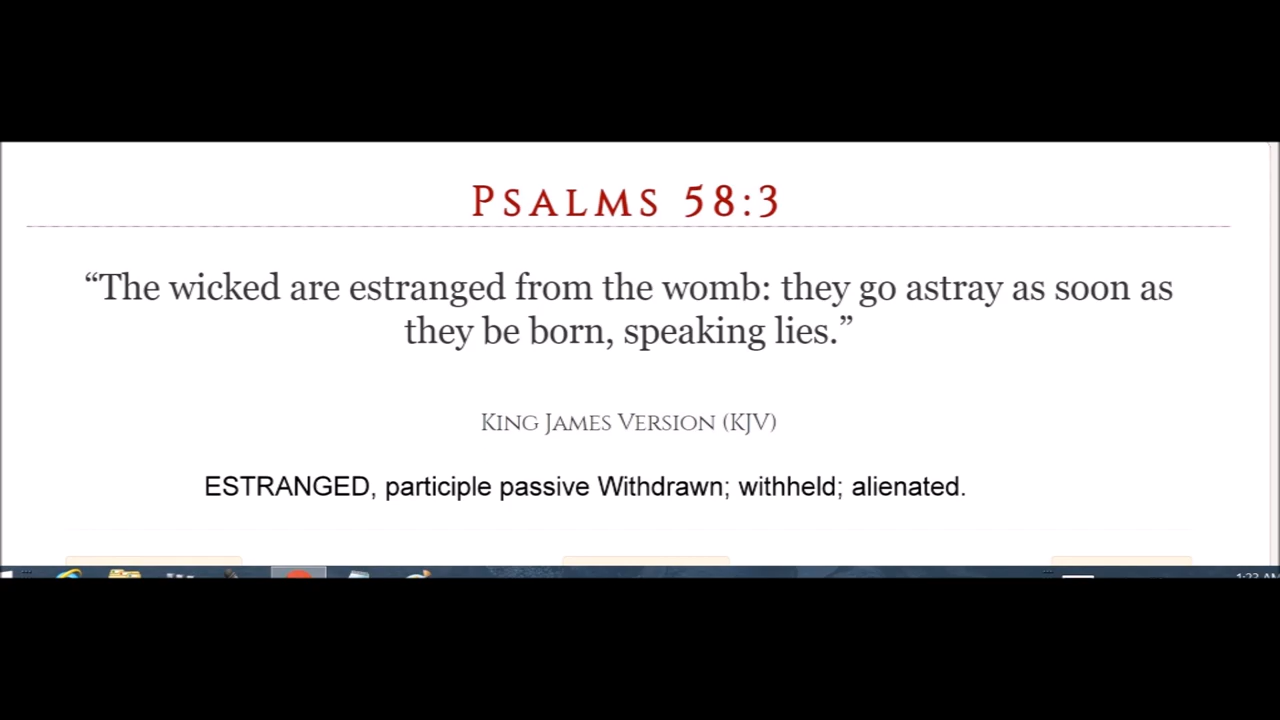 PSALMS 58:3
“The wicked are estranged from the womb: they go astray as soon as
they be born, speaking lies.”
KING JAMES VERSION (KJV)
ESTRANGED, participle passive Withdrawn; withheld; alienated.